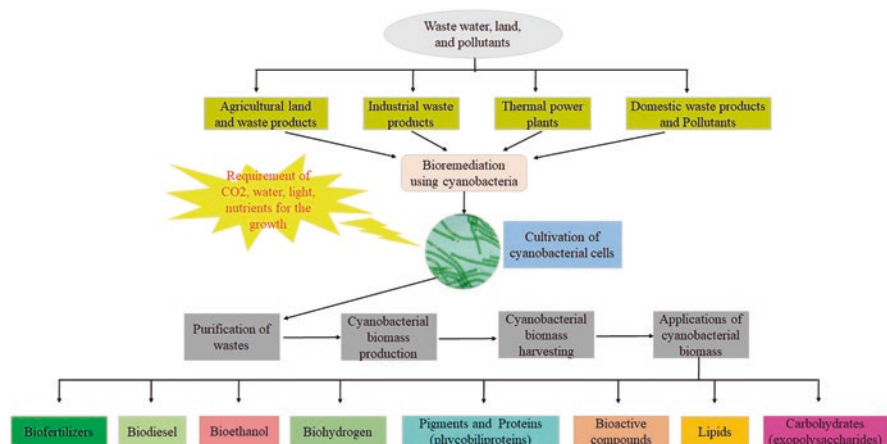 Waste water, land,
and pollutants
Agricultural land
and waste products
Industrial waste
products
Thermal power
plants
Domestic waste products
and Pollutants
Bioremediation
using cyanobacteria
Requirement of
CO2, water, light,
nutrients for the
growth
Cultivation of
cyanobacterial cells
Purification of
wastes
Cyanobacterial
biomass
production
Cyanobacterial
biomass
harvesting
Applications of
cyanobacterial
biomass
Biofertilizers
Biodiesel
Bioethanol
Biohydrogen
Pigments and Proteins
(phycobiliproteins)
Bioactive
compounds
Lipids
Carbohydrates
(exopolysaccharides)